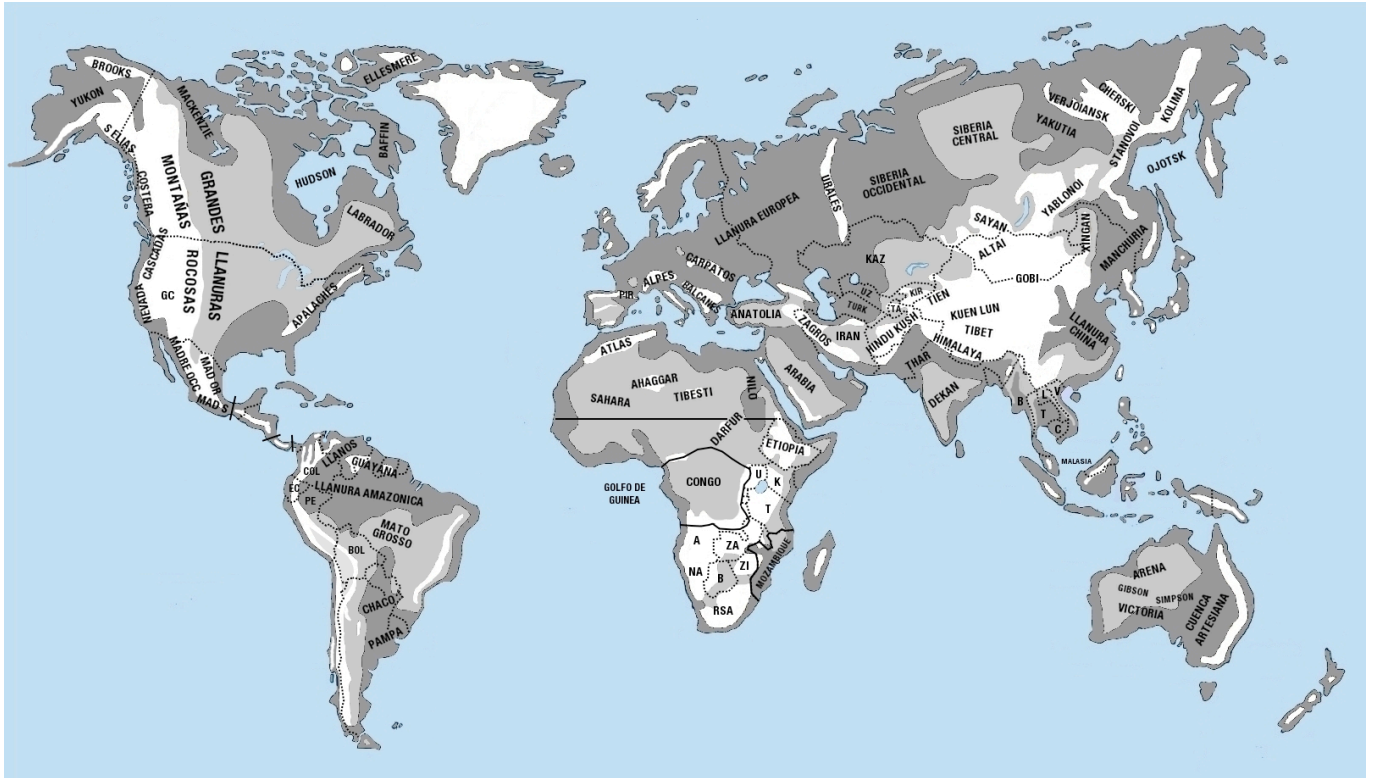 BROOKS
YUKON
S.ELIAS
MACKENZIE
ELLESMERE
BAFFIN
HUDSON
LABRADOR
COSTERA
MONTAÑAS
ROCOSAS
GRANDES
LLANURAS
CASCADAS
NEVADA
GC
APALACHES
MADRE OCC
MAD OR
MAD S
COL
LLANOS
GUAYANA
EC
PE
LLANURA AMAZONICA
MATO
GROSSO
BOL
CHACO
PAMPA
GOLFO DE
GUINEA
LLANURA EUROPEA
URALES
SIBERIA
OCCIDENTAL
SIBERIA
CENTRAL
VERJOIANSK
CHERSKI
KOLIMA
YAKUTIA
STANOVOI
OJOTSK
YABLONOI
SAYAN
ALTAI
XINGAN
MANCHURIA
GOBI
KAZ
UZ
TURK
KIR
TA
TIEN
KUEN LUN
TIBET
HIMALAYA
HINDU KUSH
LLANURA
CHINA
PIR
ALPES
CARPATOS
BALCANES
ANATOLIA
ZAGROS
IRAN
THAR
DEKAN
B
L
V
T
C
MALASIA
ATLAS
AHAGGAR
SAHARA
TIBESTI
NILO
ARABIA
DARFUR
ETIOPIA
CONGO
U
K
T
A
ZA
NA
B
ZI
MOZAMBIQUE
RSA
ARENA
GIBSON
SIMPSON
VICTORIA
CUENCA
ARTESIANA